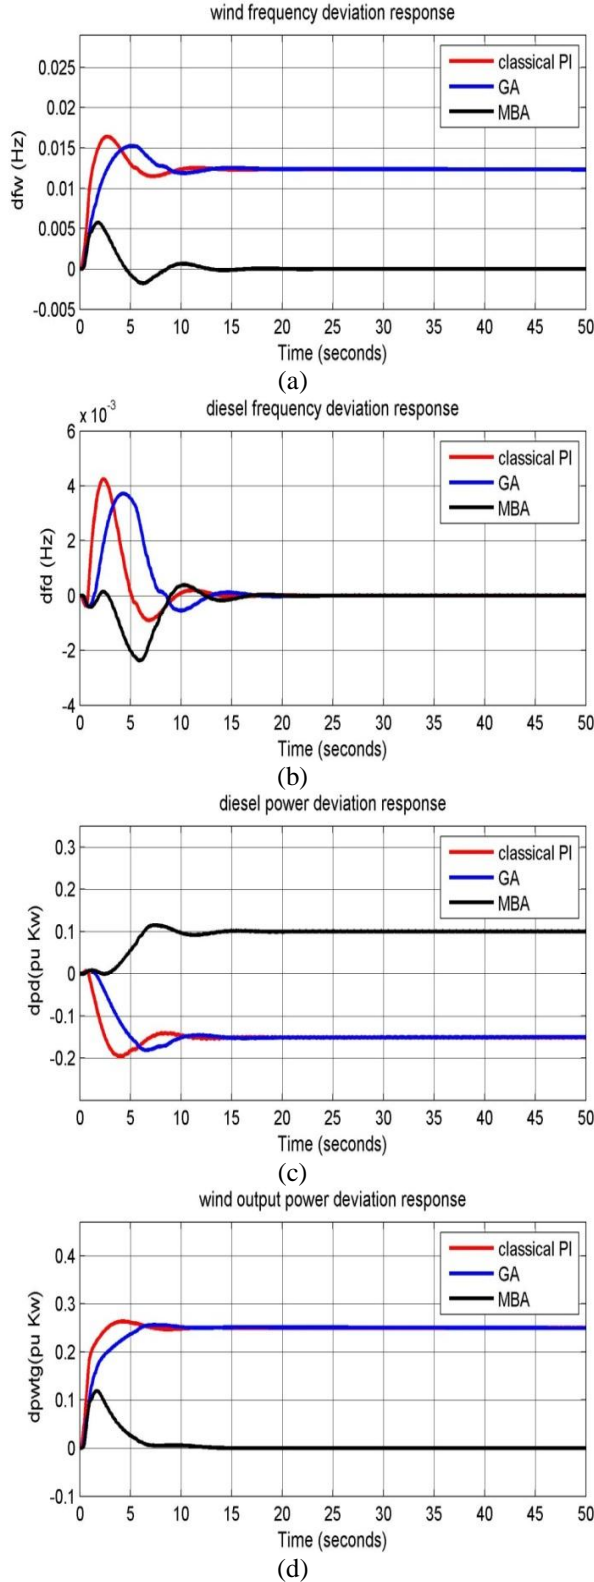 wind frequency deviation response
classical PI
GA
MBA
dfw (Hz)
0.025
0.02
0.015
0.01
0.005
0
-0.005
0 5 10 15 20 25 30 35 40 45 50
Time (seconds)
(a)
x 10-3
diesel frequency deviation response
classical PI
GA
MBA
dfd (Hz)
6
4
2
0
-2
-4
0 5 10 15 20 25 30 35 40 45 50
Time (seconds)
(b)
diesel power deviation response
classical PI
GA
MBA
dpd(pu Kw)
0.3
0.2
0.1
0
-0.1
-0.2
0 5 10 15 20 25 30 35 40 45 50
Time (seconds)
(c)
wind output power deviation response
classical PI
GA
MBA
dpwtg(pu Kw)
0.4
0.3
0.2
0.1
0
-0.1
0 5 10 15 20 25 30 35 40 45 50
Time (seconds)
(d)